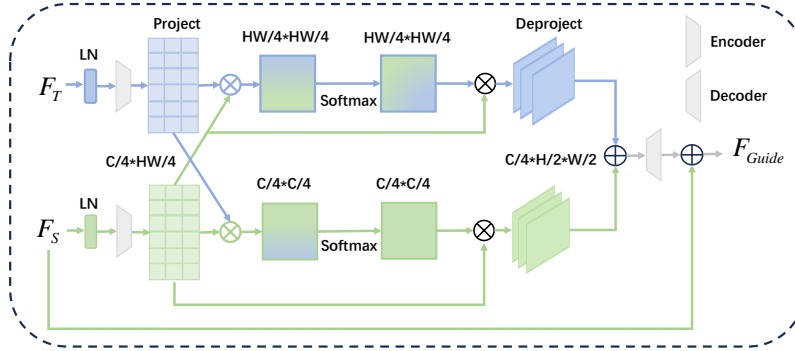 Project
HW/4*HW/4
HW/4*HW/4
Deproject
Encoder
LN
F_T
Softmax
Decoder
C/4*HW/4
C/4*C/4
C/4*C/4
C/4*H/2*W/2
F_Guide
LN
F_S
Softmax